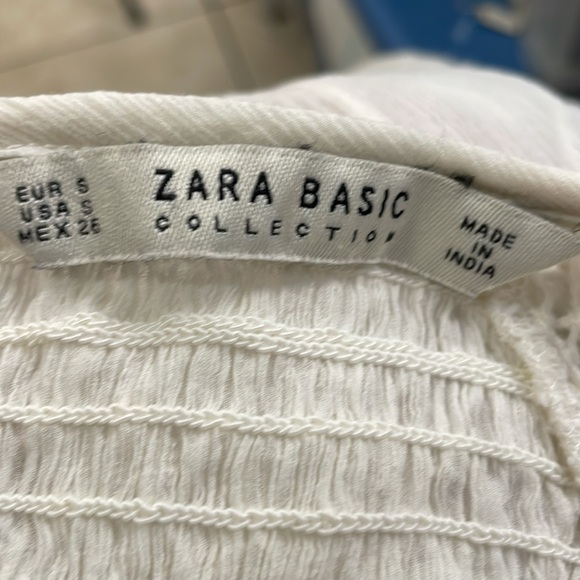 EUR S
USA S
MEX 26
ZARA BASIC
COLLECTION
MADE
IN
INDIA